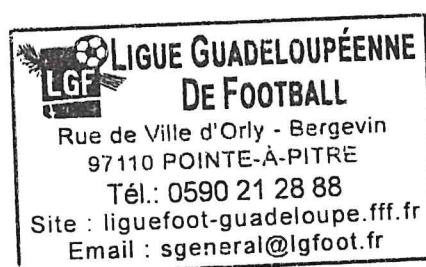 LGF
LIGUE GUADELOUPÉENNE
DE FOOTBALL
Rue de Ville d'Orly - Bergevin
97110 POINTE-À-PITRE
Tél.: 0590 21 28 88
Site : liguefoot-guadeloupe.fff.fr
Email : sgeneral@lgfoot.fr